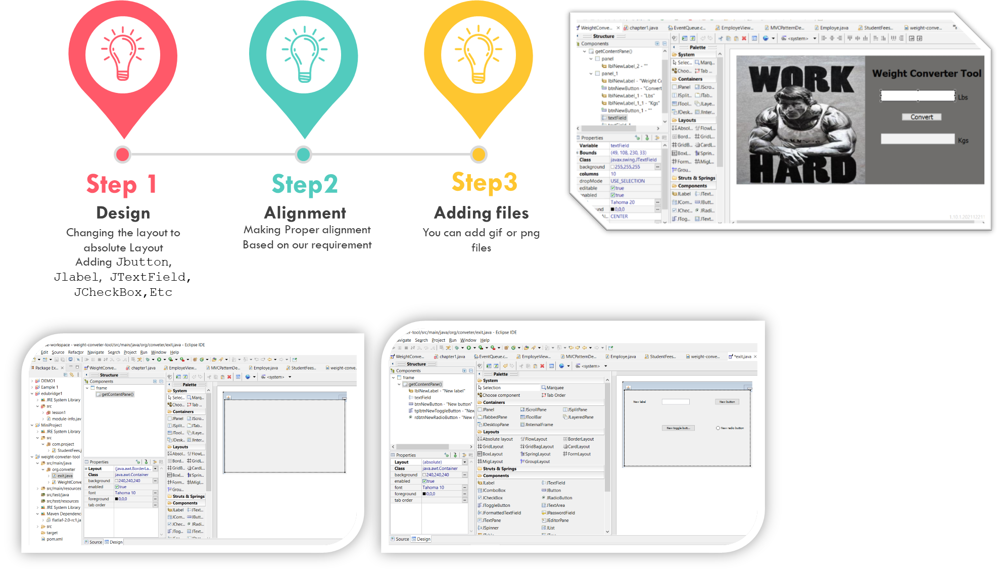 Step 1
Design
Changing the layout to
absolute Layout
Adding Jbutton,
Jlabel, JTextField,
JCheckBox,Etc
Step2
Alignment
Making Proper alignment
Based on our requirement
Step3
Adding files
You can add gif or png
files
WeightConve... chapter1.java EventQueue.c... EmployeView... MVCPatternDe... Employe.java StudentFees... weight-conve...
Structure
Components
getContentPane()
panel
lblNewLabel_2 - ""
panel_1
lblNewLabel - "Weight Cc
btnNewButton - "Convert
lblNewLabel_1 - "Lbs"
lblNewLabel_1_1 - "Kgs"
btnNewButton_1 - ""
textField
Properties
Variable textField
Bounds (49, 108, 230, 33)
Class javax.swing.JTextField
background 255,255,255
columns 10
dropMode USE_SELECTION
editable true
enabled true
Tahoma 20
0,0,0
CENTER
<system>
Palette
System
Selec... Marq...
Choo... Tab ...
Containers
JPanel JScro...
JSplit... JTab...
JTool... JLaye...
JDesk... JInter...
Layouts
Absol... FlowL...
Bord... GridL...
GridB... CardL...
BoxL... Sprin...
Form... MigL...
Grou...
Struts & Springs
Components
JLabel JText...
JCom... JButt...
JChec... JRadi...
JTog... JText...
WORK
HARD
Weight Converter Tool
Lbs
Convert
Kgs
e-workspace - weight-conveter-tool/src/main/java/org/conveter/exit.java - Eclipse IDE
Edit Source Refactor Navigate Search Project Run Window Help
Package Ex...
DEMO1
Eample 1
edubridge1
JRE System Library
src
lesson1
module-info.jav
MiniProject
JRE System Library
src
com.project
StudentFees.j
weight-conveter-tool
src/main/java
org.conveter
exit.java
WeightConve
src/main/resources
src/test/java
src/test/resources
JRE System Library
Maven Dependenc
flatlaf-2.0-rc1.ja
src
target
pom.xml
WeightConve... chapter1.java EmployeView... MVCPatternDe... Employe.java StudentFees... weight-conve...
Structure
Components
frame
getContentPane()
Properties
Layout (java.awt.BorderLa...
Class java.awt.Container
background 240,240,240
enabled true
font Tahoma 10
foreground 0,0,0
tab order
Source Design
<system>
Palette
System
Selec... Marq...
Choo... Tab ...
Containers
JPanel JScro...
JSplit... JTab...
JTool... JLaye...
JDesk... JInter...
Layouts
Absol... FlowL...
Bord... GridL...
GridB... CardL...
BoxL... Sprin...
Form... MigL...
Grou...
Struts & Springs
Components
JLabel JText...
JCom... JButt...
JChec... JRadi...
JTog... JText...
ter-tool/src/main/java/org/conveter/exit.java - Eclipse IDE
avigate Search Project Run Window Help
WeightConve... chapter1.java EventQueue.c... EmployeView... MVCPatternDe... Employe.java StudentFees... weight-conve... *exit.java
Structure
Components
frame
getContentPane()
lblNewLabel - "New label"
textField
btnNewButton - "New button"
tglbtnNewToggleButton - "New
rdbtnNewRadioButton - "New r
Properties
Layout (absolute)
Class java.awt.Container
background 240,240,240
enabled true
font Tahoma 10
foreground 0,0,0
tab order
Source Design
<system>
Palette
System
Selection Marquee
Choose component Tab Order
Containers
JPanel JScrollPane JSplitPane
JTabbedPane JToolBar JLayeredPane
JDesktopPane JInternalFrame
Layouts
Absolute layout FlowLayout BorderLayout
GridLayout GridBagLayout CardLayout
BoxLayout SpringLayout FormLayout
MigLayout GroupLayout
Struts & Springs
Components
JLabel JTextField
JComboBox JButton
JCheckBox JRadioButton
JToggleButton JTextArea
JFormattedTextField JPasswordField
JTextPane JEditorPane
JSpinner JList
New label New button
New toggle butt... New radio button